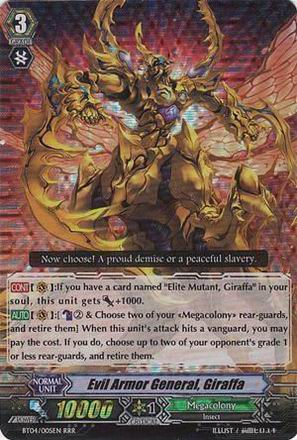 3
GRADE
Now choose! A proud demise or a peaceful slavery.
CONT [ ]:If you have a card named "Elite Mutant, Giraffa" in your
soul, this unit gets +1000.
AUTO [ ]:[ ② & Choose two of your «Megacolony» rear-guards,
and retire them] When this unit's attack hits a vanguard, you may
pay the cost. If you do, choose up to two of your opponent's grade 1
or less rear-guards, and retire them.
NORMAL
UNIT
Evil Armor General, Giraffa
POWER
10000
1
CRITICAL
Megacolony
Insect
BT04/005EN RRR
ILLUST /